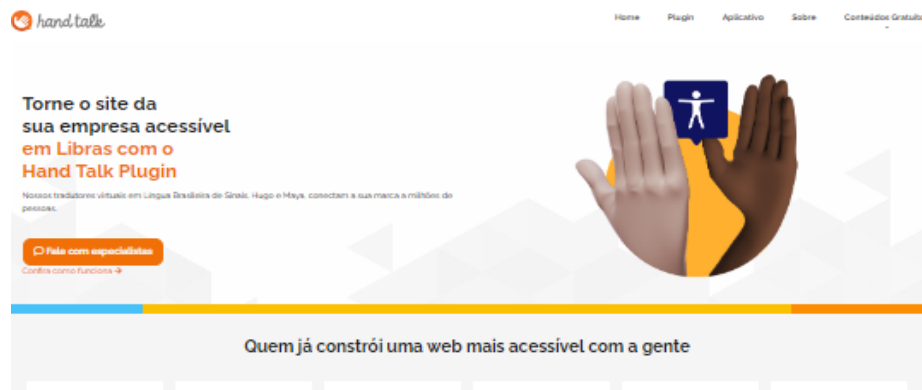 hand talk
Home Plugin Aplicativo Sobre Conteúdos Gratuito
Torne o site da
sua empresa acessível
em Libras com o
Hand Talk Plugin
Nossos tradutores virtuais em Língua Brasileira de Sinais, Hugo e Maya, conectam a sua marca a milhões de
pessoas.
Fale com especialistas
Confira como funciona →
Quem já constrói uma web mais acessível com a gente